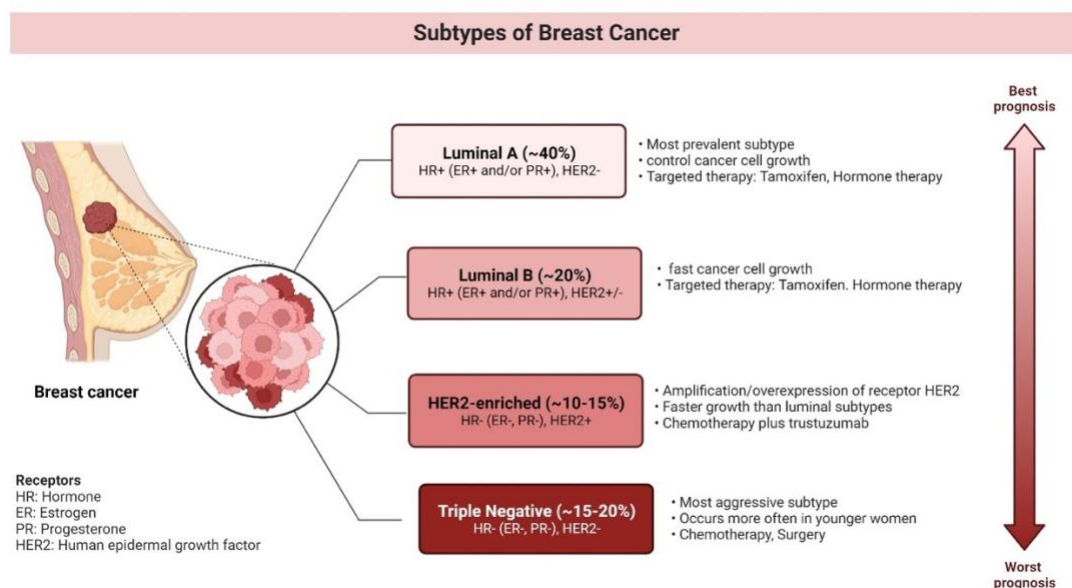 Subtypes of Breast Cancer
Best
prognosis
Luminal A (~40%)
HR+ (ER+ and/or PR+), HER2-
• Most prevalent subtype
• control cancer cell growth
• Targeted therapy: Tamoxifen, Hormone therapy
Luminal B (~20%)
HR+ (ER+ and/or PR+), HER2+/-
• fast cancer cell growth
• Targeted therapy: Tamoxifen. Hormone therapy
Breast cancer
HER2-enriched (~10-15%)
HR- (ER-, PR-), HER2+
• Amplification/overexpression of receptor HER2
• Faster growth than luminal subtypes
• Chemotherapy plus trustuzumab
Receptors
HR: Hormone
ER: Estrogen
PR: Progesterone
HER2: Human epidermal growth factor
Triple Negative (~15-20%)
HR- (ER-, PR-), HER2-
• Most aggressive subtype
• Occurs more often in younger women
• Chemotherapy, Surgery
Worst
prognosis